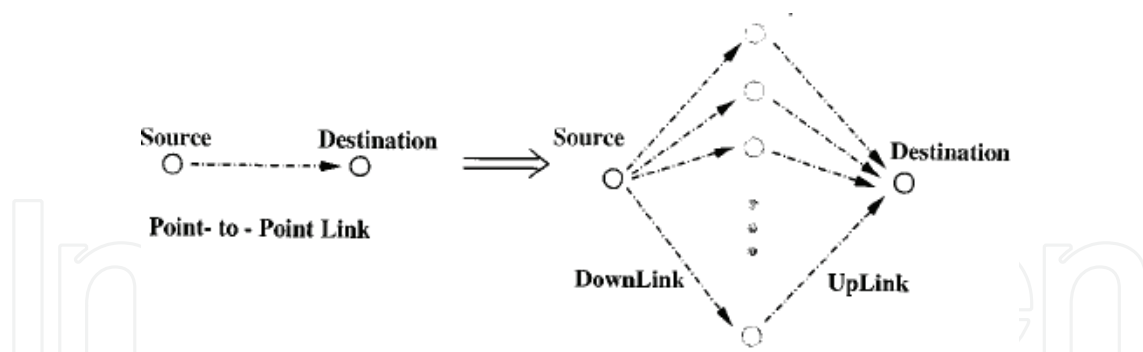 Source
Destination
Point- to - Point Link
Source
Destination
DownLink
UpLink